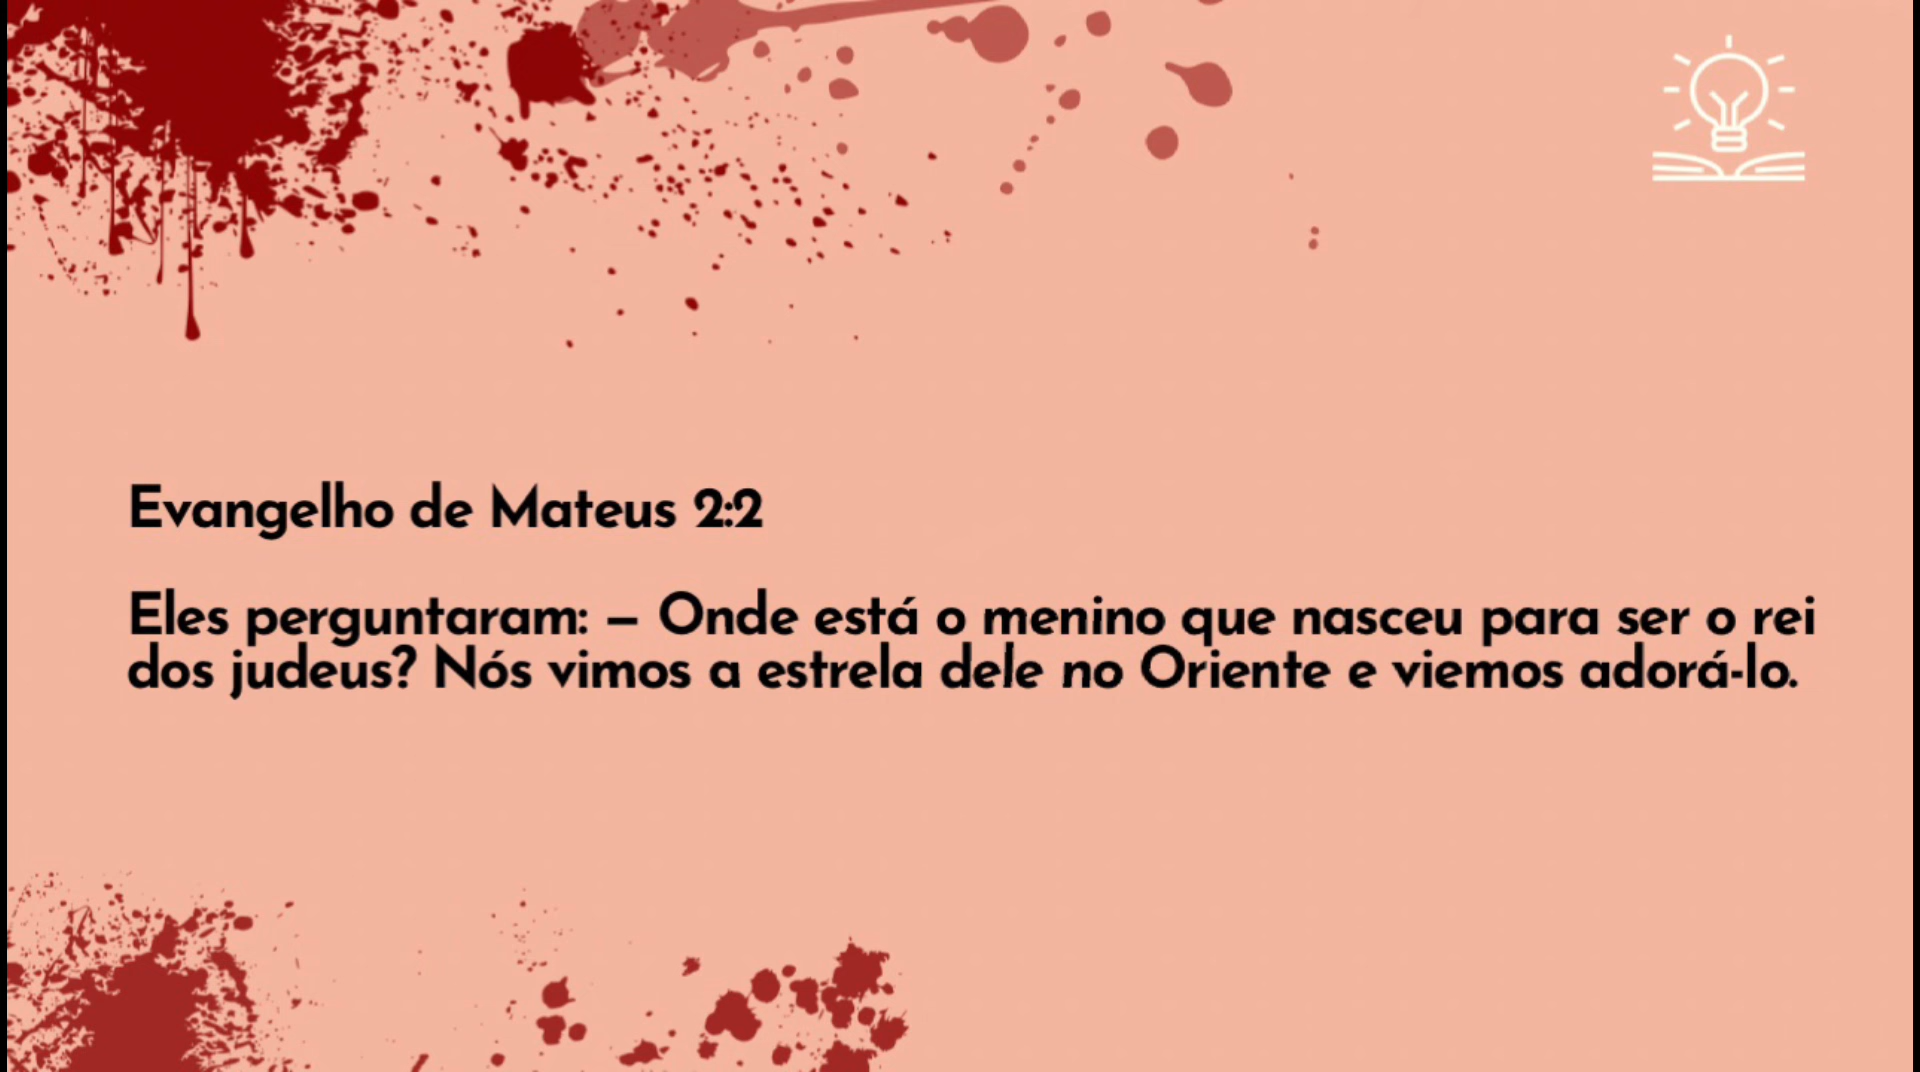 Evangelho de Mateus 2:2
Eles perguntaram: – Onde está o menino que nasceu para ser o rei
dos judeus? Nós vimos a estrela dele no Oriente e viemos adorá-lo.